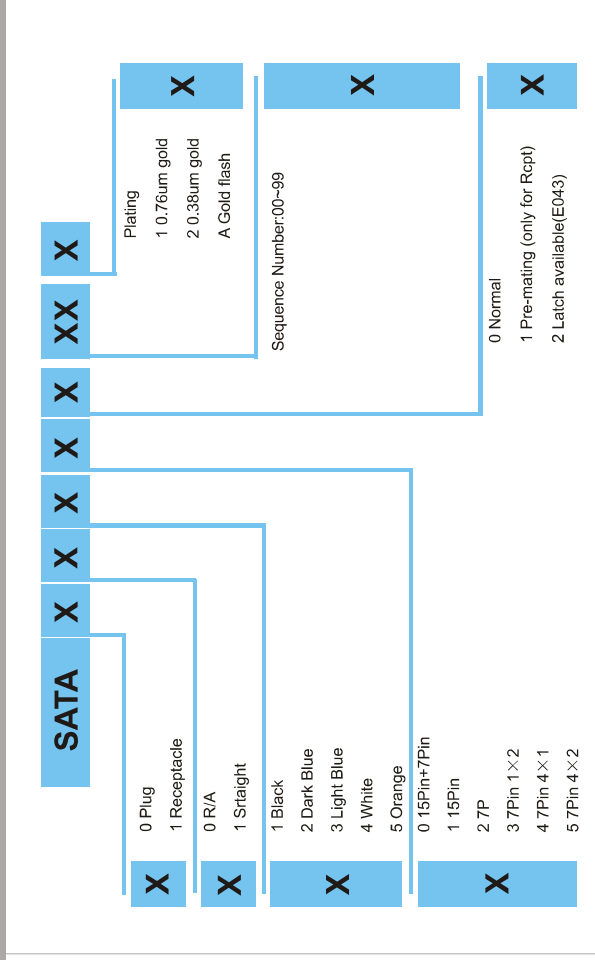 SATA X X X X X XX X
X
0 Plug
1 Receptacle
X
0 R/A
1 Srtaight
X
1 Black
2 Dark Blue
3 Light Blue
4 White
5 Orange
X
0 15Pin+7Pin
1 15Pin
2 7P
3 7Pin 1×2
4 7Pin 4×1
5 7Pin 4×2
X
Plating
1 0.76um gold
2 0.38um gold
A Gold flash
X
Sequence Number:00~99
X
0 Normal
1 Pre-mating (only for Rcpt)
2 Latch available(E043)